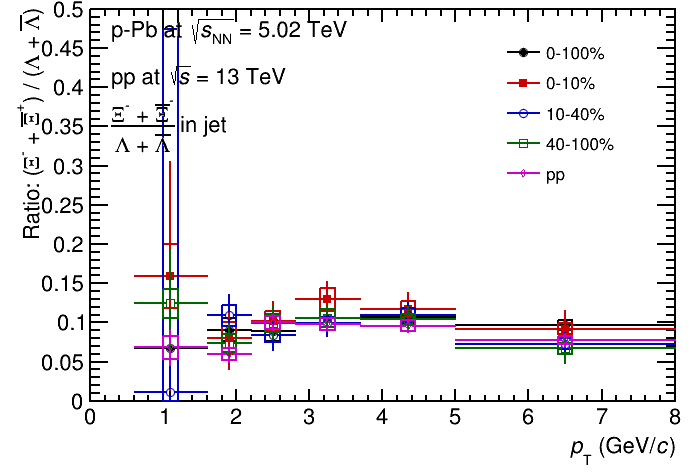 p-Pb at √s_NN = 5.02 TeV
pp at √s = 13 TeV
Ξ⁻ + Ξ̅⁻
Λ + Λ̅
in jet
0-100%
0-10%
10-40%
40-100%
pp
Ratio: (Ξ⁻ + Ξ̅⁺) / (Λ + Λ̅)
0.5
0.45
0.4
0.35
0.3
0.25
0.2
0.15
0.1
0.05
0
0 1 2 3 4 5 6 7 8
p_T (GeV/c)